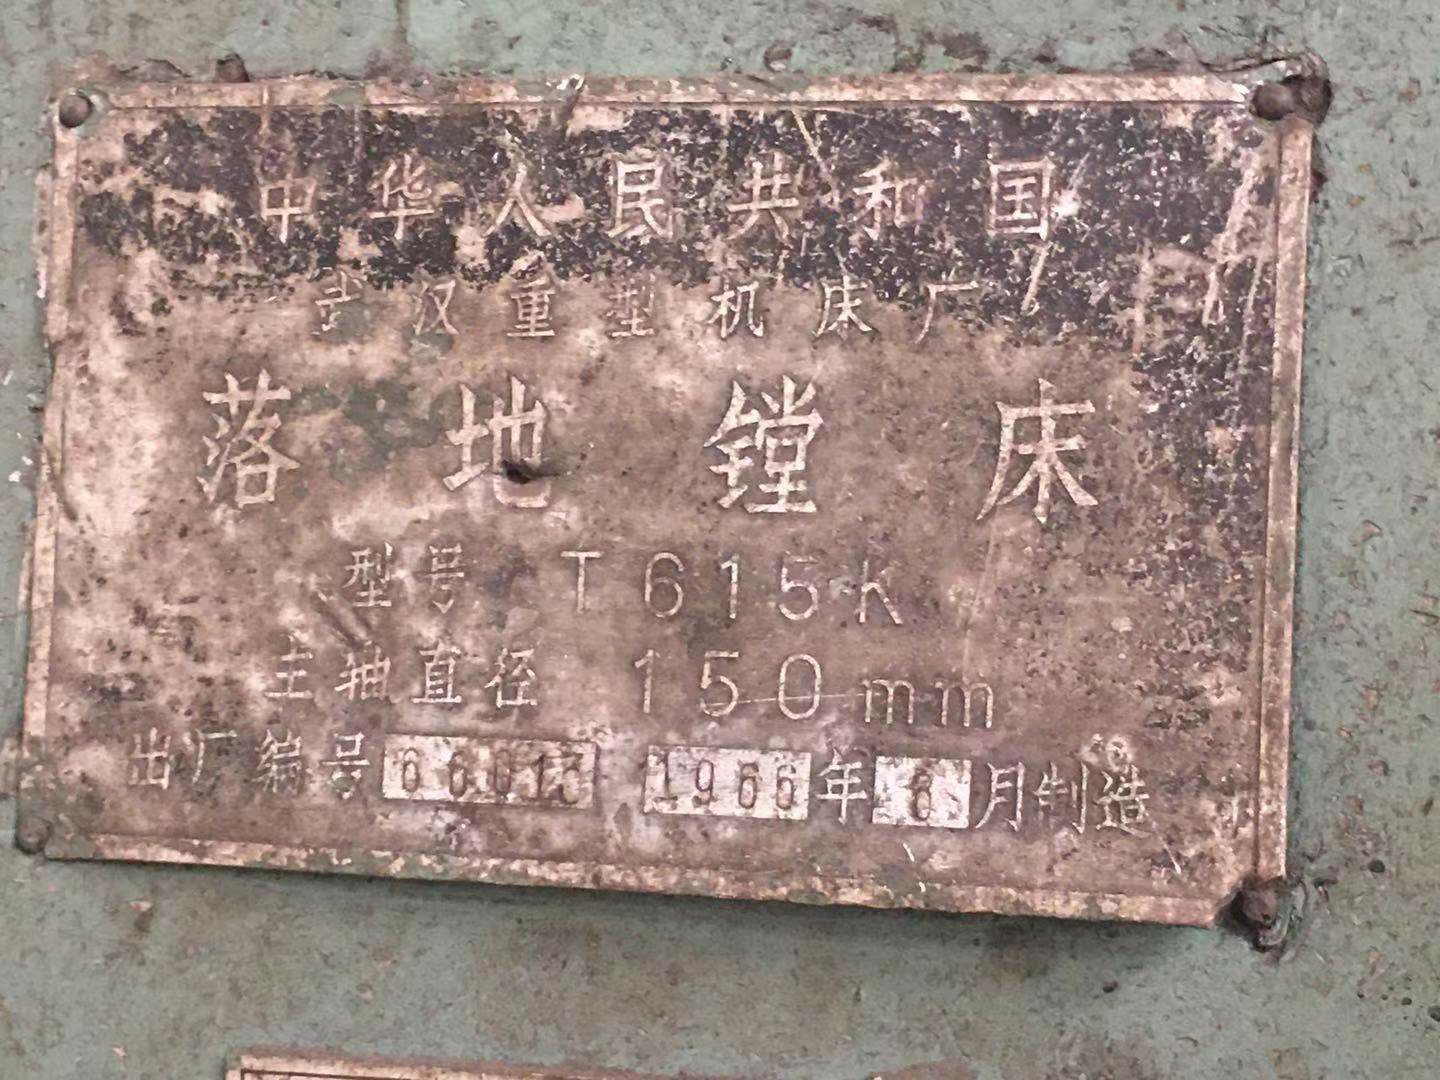 中华人民共和国
武汉重型机床厂
落地镗床
型号 T615K
主轴直径 150mm
出厂编号 1966年6月制造